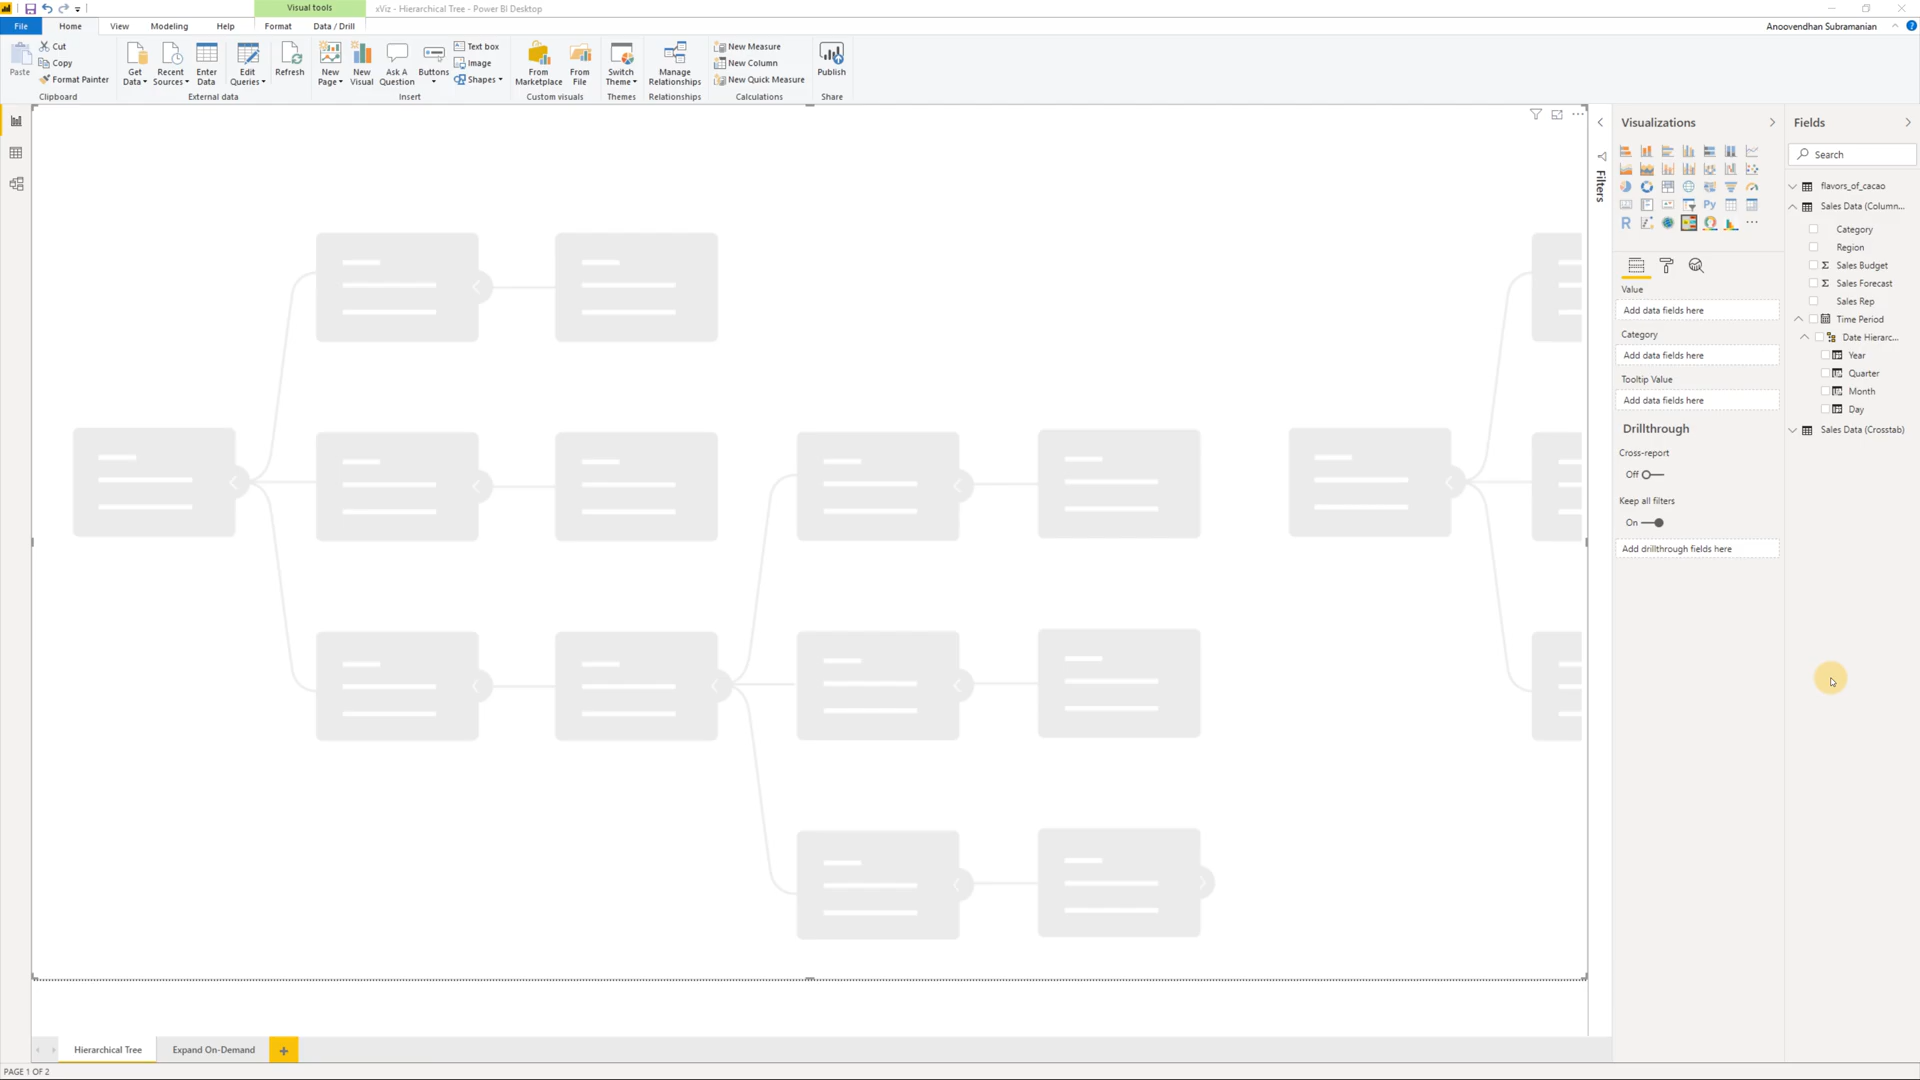 Visual tools
xViz - Hierarchical Tree - Power BI Desktop
File
Home
View
Modeling
Help
Format
Data / Drill
Anoovendhan Subramanian
Paste
Cut
Copy
Format Painter
Clipboard
Get Data
Recent Sources
Enter Data
Edit Queries
External data
Refresh
New Page
New Visual
Ask A Question
Buttons
Text box
Image
Shapes
Insert
From Marketplace
From File
Custom visuals
Switch Theme
Themes
Manage Relationships
Relationships
New Measure
New Column
New Quick Measure
Calculations
Publish
Share
Filters
Visualizations
Py
R
Value
Add data fields here
Category
Add data fields here
Tooltip Value
Add data fields here
Drillthrough
Cross-report
Off
Keep all filters
On
Add drillthrough fields here
Fields
Search
flavors_of_cacao
Sales Data (Column...
Category
Region
Σ Sales Budget
Σ Sales Forecast
Sales Rep
Time Period
Date Hierarc...
Year
Quarter
Month
Day
Sales Data (Crosstab)
Hierarchical Tree
Expand On-Demand
PAGE 1 OF 2